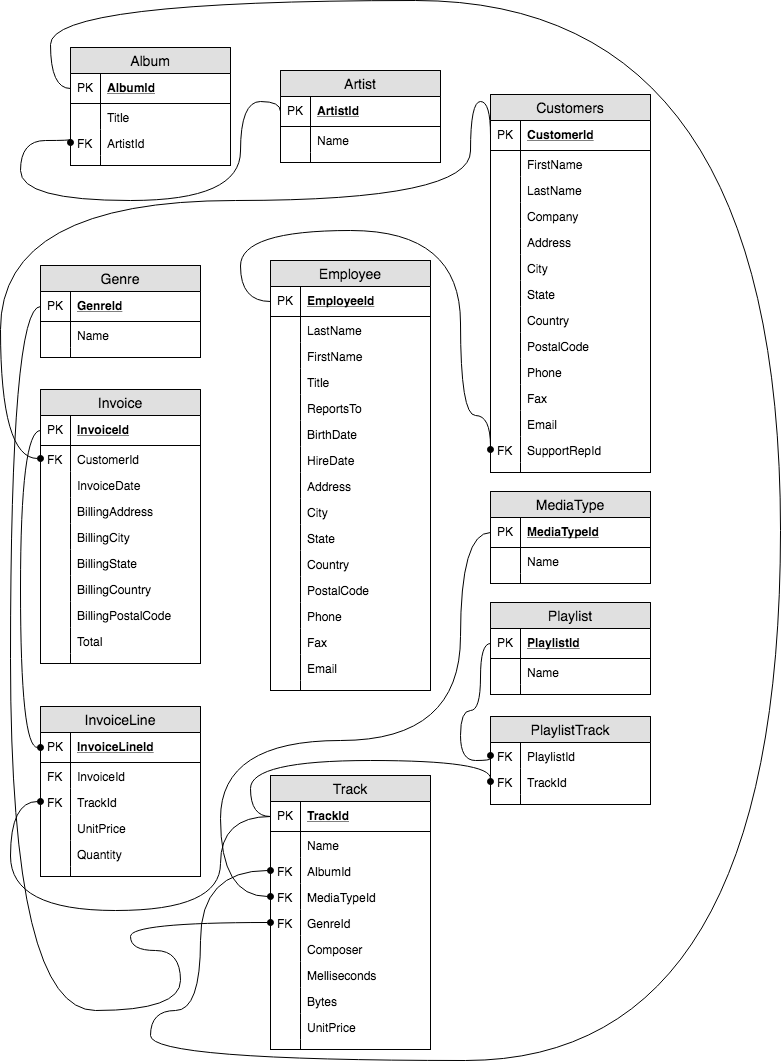 Album
PK AlbumId
Title
FK ArtistId
Artist
PK ArtistId
Name
Customers
PK CustomerId
FirstName
LastName
Company
Address
City
State
Country
PostalCode
Phone
Fax
Email
FK SupportRepId
Genre
PK GenreId
Name
Employee
PK EmployeeId
LastName
FirstName
Title
ReportsTo
BirthDate
HireDate
Address
City
State
Country
PostalCode
Phone
Fax
Email
Invoice
PK InvoiceId
FK CustomerId
InvoiceDate
BillingAddress
BillingCity
BillingState
BillingCountry
BillingPostalCode
Total
MediaType
PK MediaTypeId
Name
Playlist
PK PlaylistId
Name
InvoiceLine
PK InvoiceLineId
FK InvoiceId
FK TrackId
UnitPrice
Quantity
PlaylistTrack
FK PlaylistId
FK TrackId
Track
PK TrackId
Name
FK AlbumId
FK MediaTypeId
FK GenreId
Composer
Melliseconds
Bytes
UnitPrice